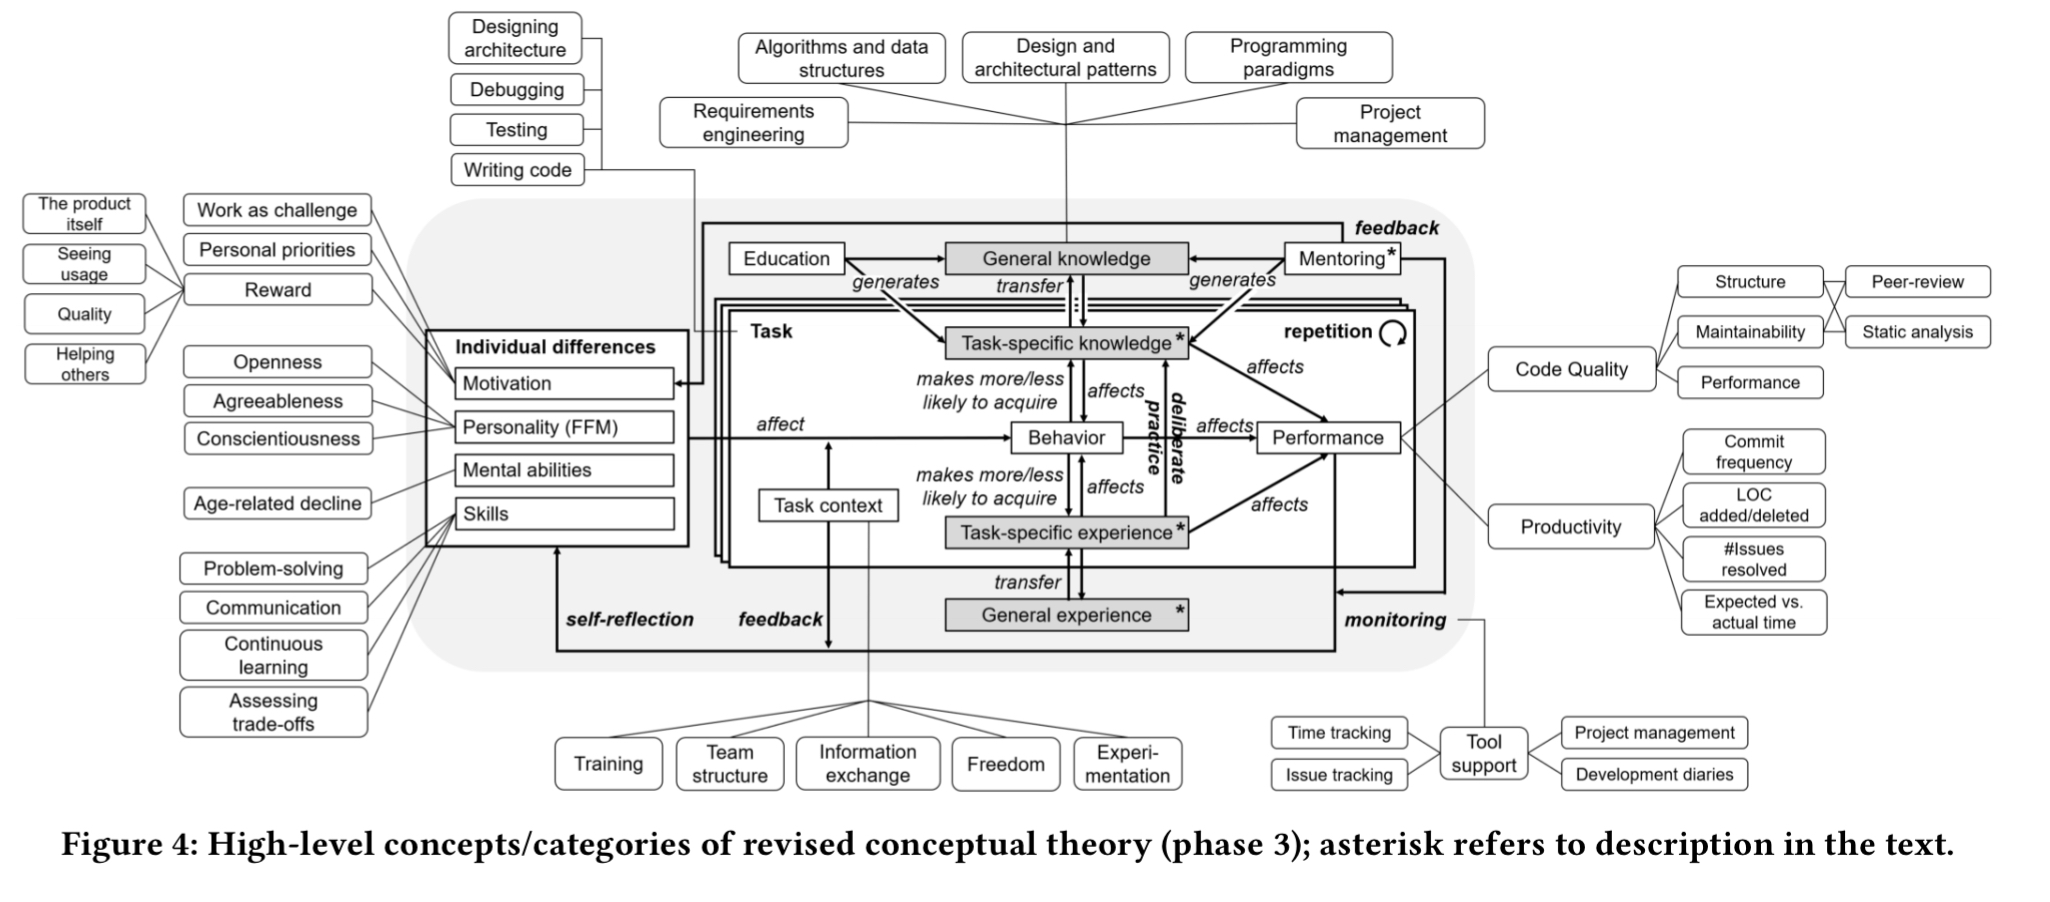 Designing
architecture
Debugging
Testing
Writing code
Algorithms and data
structures
Design and
architectural patterns
Programming
paradigms
Requirements
engineering
Project
management
The product
itself
Seeing
usage
Quality
Helping
others
Work as challenge
Personal priorities
Reward
Openness
Agreeableness
Conscientiousness
Age-related decline
Problem-solving
Communication
Continuous
learning
Assessing
trade-offs
Individual differences
Motivation
Personality (FFM)
Mental abilities
Skills
feedback
Education
General knowledge
Mentoring*
generates
transfer
generates
Task
Task-specific knowledge*
repetition
makes more/less
likely to acquire
affects
deliberate
practice
affects
affect
Behavior
affects
Performance
makes more/less
likely to acquire
affects
affects
Task context
Task-specific experience*
transfer
General experience *
self-reflection
feedback
monitoring
Training
Team
structure
Information
exchange
Freedom
Experi-
mentation
Structure
Peer-review
Maintainability
Static analysis
Code Quality
Performance
Productivity
Commit
frequency
LOC
added/deleted
#Issues
resolved
Expected vs.
actual time
Time tracking
Issue tracking
Tool
support
Project management
Development diaries
Figure 4: High-level concepts/categories of revised conceptual theory (phase 3); asterisk refers to description in the text.